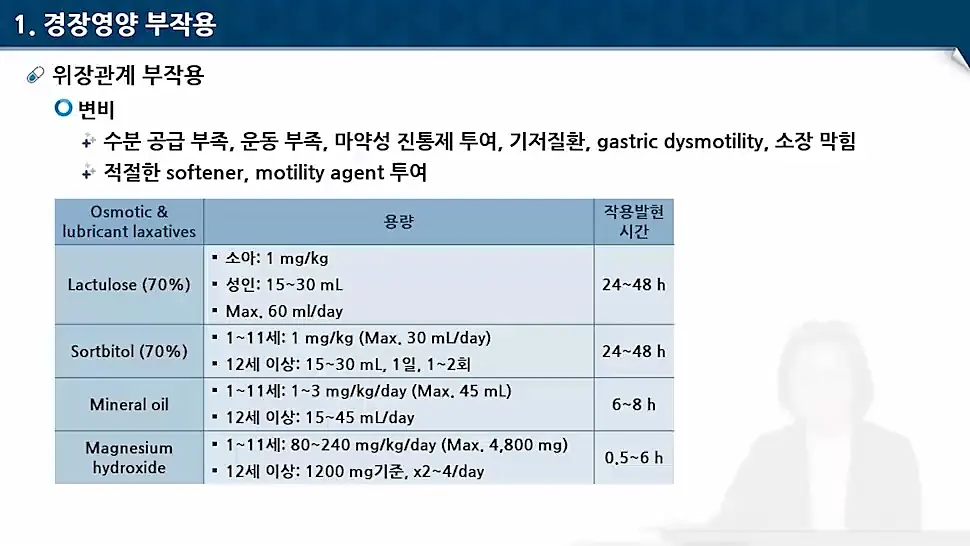 1. 경장영양 부작용
위장관계 부작용
변비
수분 공급 부족, 운동 부족, 마약성 진통제 투여, 기저질환, gastric dysmotility, 소장 막힘
적절한 softener, motility agent 투여
Osmotic &
lubricant laxatives
용량
작용발현
시간
Lactulose (70%)
▪ 소아: 1 mg/kg
▪ 성인: 15~30 mL
▪ Max. 60 ml/day
24~48 h
Sortbitol (70%)
▪ 1~11세: 1 mg/kg (Max. 30 mL/day)
▪ 12세 이상: 15~30 mL, 1일, 1~2회
24~48 h
Mineral oil
▪ 1~11세: 1~3 mg/kg/day (Max. 45 mL)
▪ 12세 이상: 15~45 mL/day
6~8 h
Magnesium
hydroxide
▪ 1~11세: 80~240 mg/kg/day (Max. 4,800 mg)
▪ 12세 이상: 1200 mg기준, x2~4/day
0.5~6 h